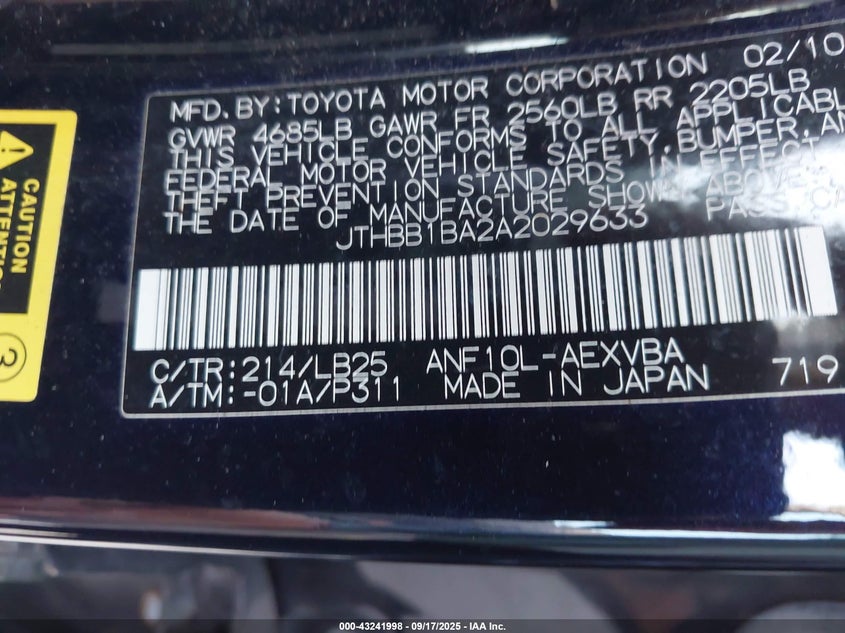 MFD. BY: TOYOTA MOTOR CORPORATION 02/10
GVWR 4685LB GAWR FR 2560LB RR 2205LB
THIS VEHICLE CONFORMS TO ALL APPLICABL
FEDERAL MOTOR VEHICLE SAFETY, BUMPER, AN
THEFT PREVENTION STANDARDS IN EFFECT
THE DATE OF MANUFACTURE SHOWN ABOVE.
JTHBB1BA2A2029633 PASS. CA
C/TR: 214/LB25 ANF10L-AEXVBA
A/TM: -01A/P311 MADE IN JAPAN 719
CAUTION
ATTENTION
3
000-43241998 - 09/17/2025 - IAA Inc.